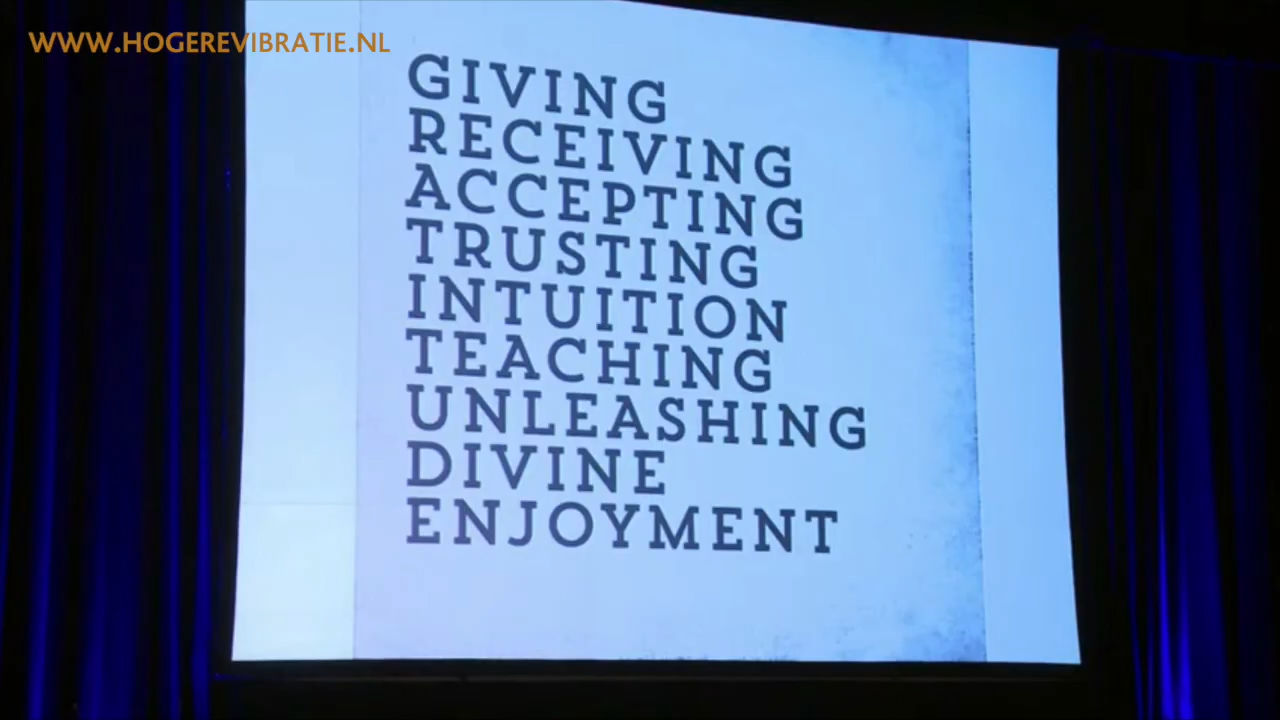 WWW.HOGEREVIBRATIE.NL
GIVING
RECEIVING
ACCEPTING
TRUSTING
INTUITION
TEACHING
UNLEASHING
DIVINE
ENJOYMENT